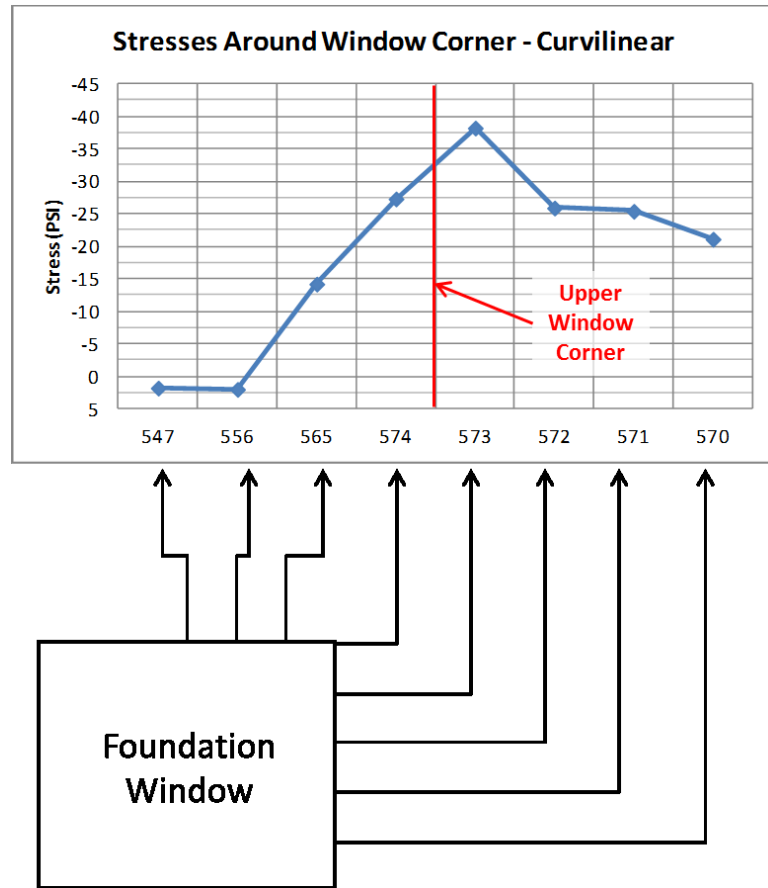 Stresses Around Window Corner - Curvilinear
Stress (PSI)
-45
-40
-35
-30
-25
-20
-15
-10
-5
0
5
Upper
Window
Corner
547 556 565 574 573 572 571 570
Foundation
Window